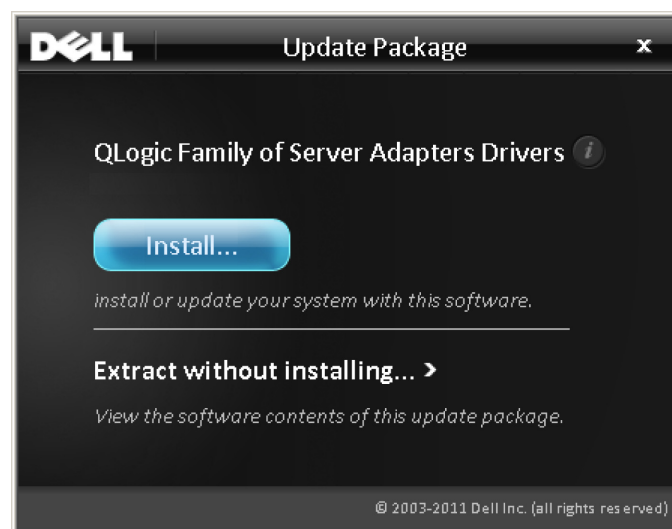 DELL
Update Package
x
QLogic Family of Server Adapters Drivers i
Install...
install or update your system with this software.
Extract without installing... >
View the software contents of this update package.
© 2003-2011 Dell Inc. (all rights reserved)